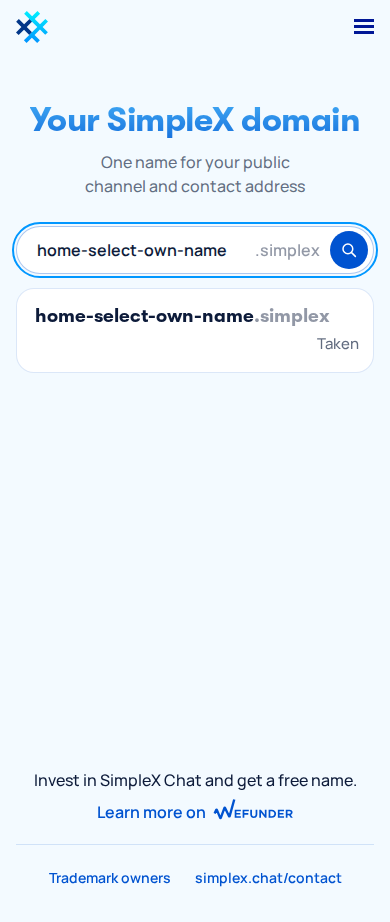 Your SimpleX domain
One name for your public
channel and contact address
home-select-own-name .simplex
home-select-own-name.simplex
Taken
Invest in SimpleX Chat and get a free name.
Learn more on WEFUNDER
Trademark owners simplex.chat/contact